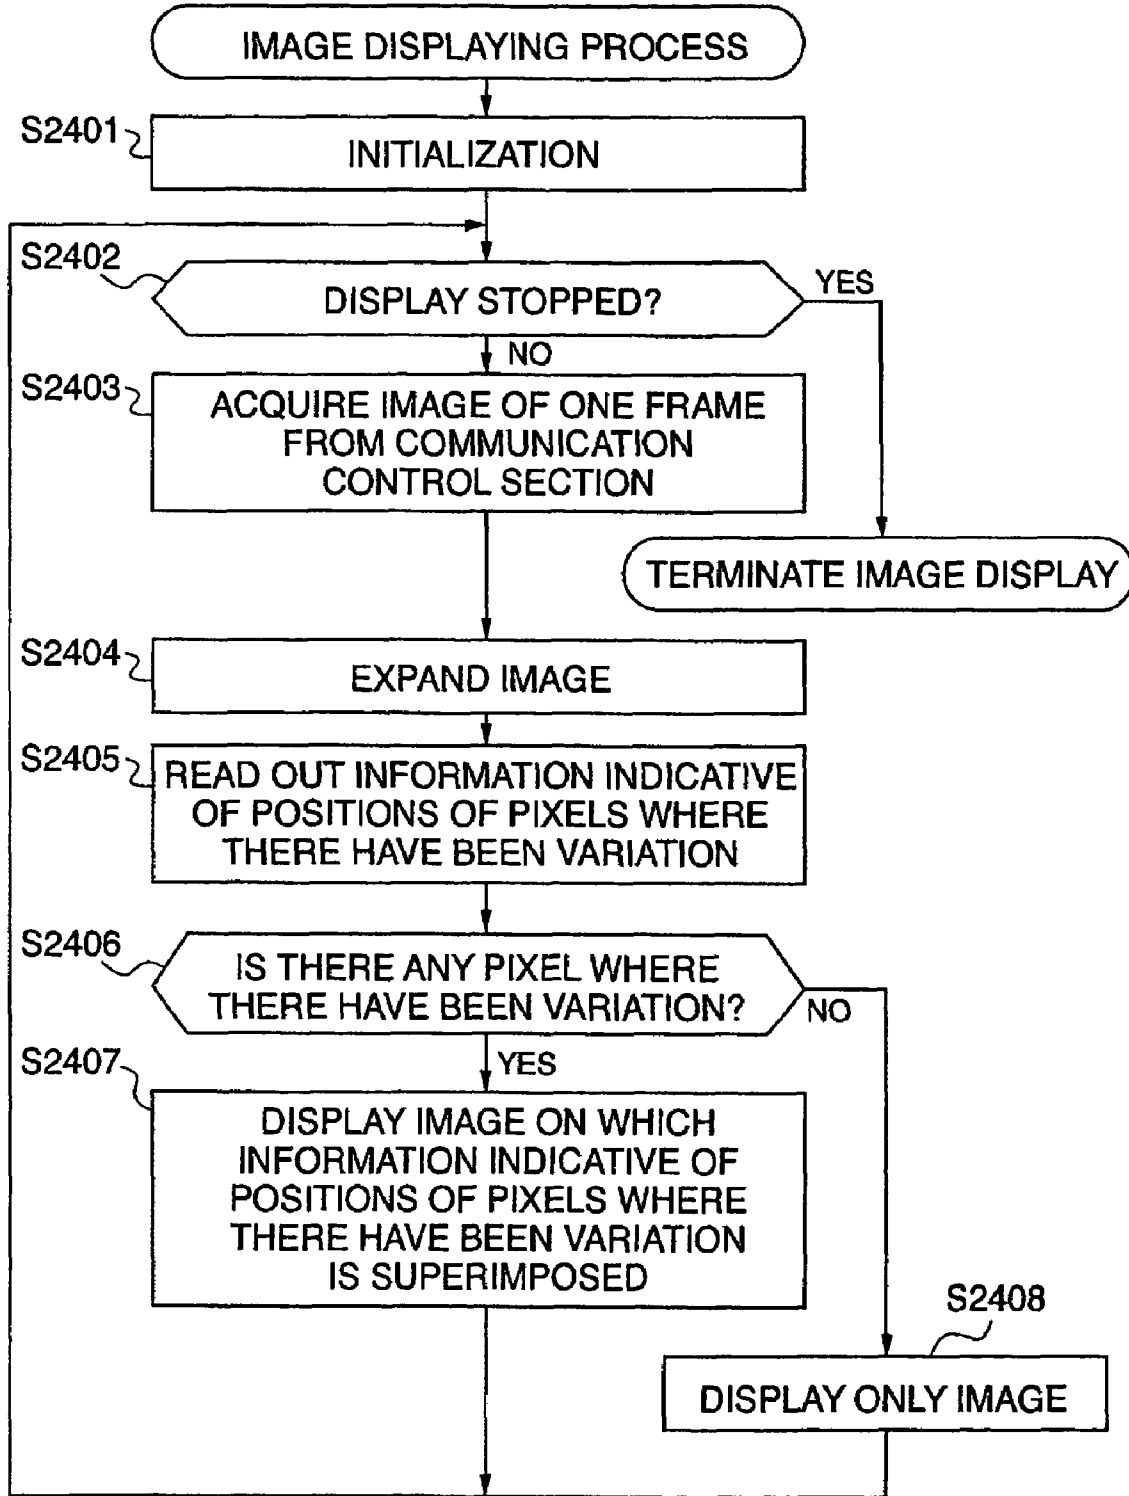 IMAGE DISPLAYING PROCESS
S2401
INITIALIZATION
S2402
DISPLAY STOPPED?
YES
NO
S2403
ACQUIRE IMAGE OF ONE FRAME
FROM COMMUNICATION
CONTROL SECTION
TERMINATE IMAGE DISPLAY
S2404
EXPAND IMAGE
S2405
READ OUT INFORMATION INDICATIVE
OF POSITIONS OF PIXELS WHERE
THERE HAVE BEEN VARIATION
S2406
IS THERE ANY PIXEL WHERE
THERE HAVE BEEN VARIATION?
NO
YES
S2407
DISPLAY IMAGE ON WHICH
INFORMATION INDICATIVE OF
POSITIONS OF PIXELS WHERE
THERE HAVE BEEN VARIATION
IS SUPERIMPOSED
S2408
DISPLAY ONLY IMAGE